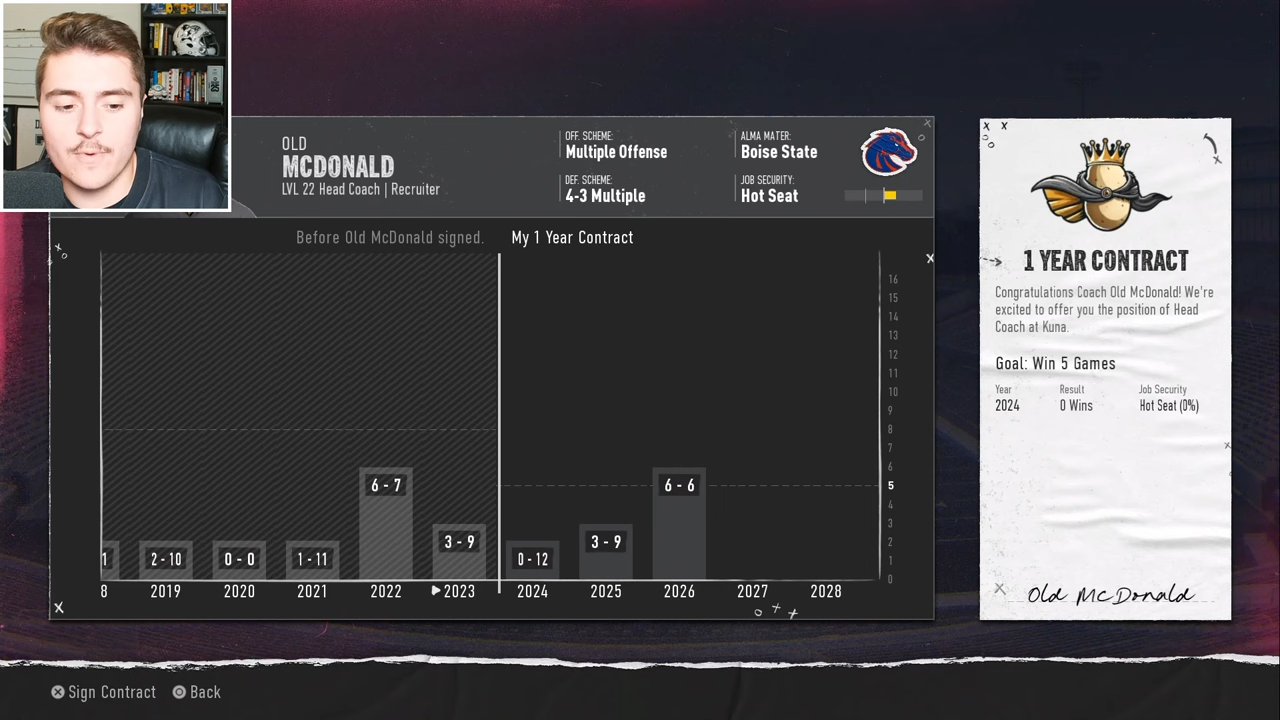 OLD
MCDONALD
LVL 22 Head Coach | Recruiter
OFF. SCHEME:
Multiple Offense
DEF. SCHEME:
4-3 Multiple
ALMA MATER:
Boise State
JOB SECURITY:
Hot Seat
Before Old McDonald signed.
My 1 Year Contract
16
15
14
13
12
11
10
9
8
7
6
5
4
3
2
1
0
1
2 - 10
0 - 0
1 - 11
6 - 7
3 - 9
0 - 12
3 - 9
6 - 6
8
2019
2020
2021
2022
2023
2024
2025
2026
2027
2028
1 YEAR CONTRACT
Congratulations Coach Old McDonald! We're
excited to offer you the position of Head
Coach at Kuna.
Goal: Win 5 Games
Year
Result
Job Security
2024
0 Wins
Hot Seat (0%)
Old McDonald
Sign Contract
Back